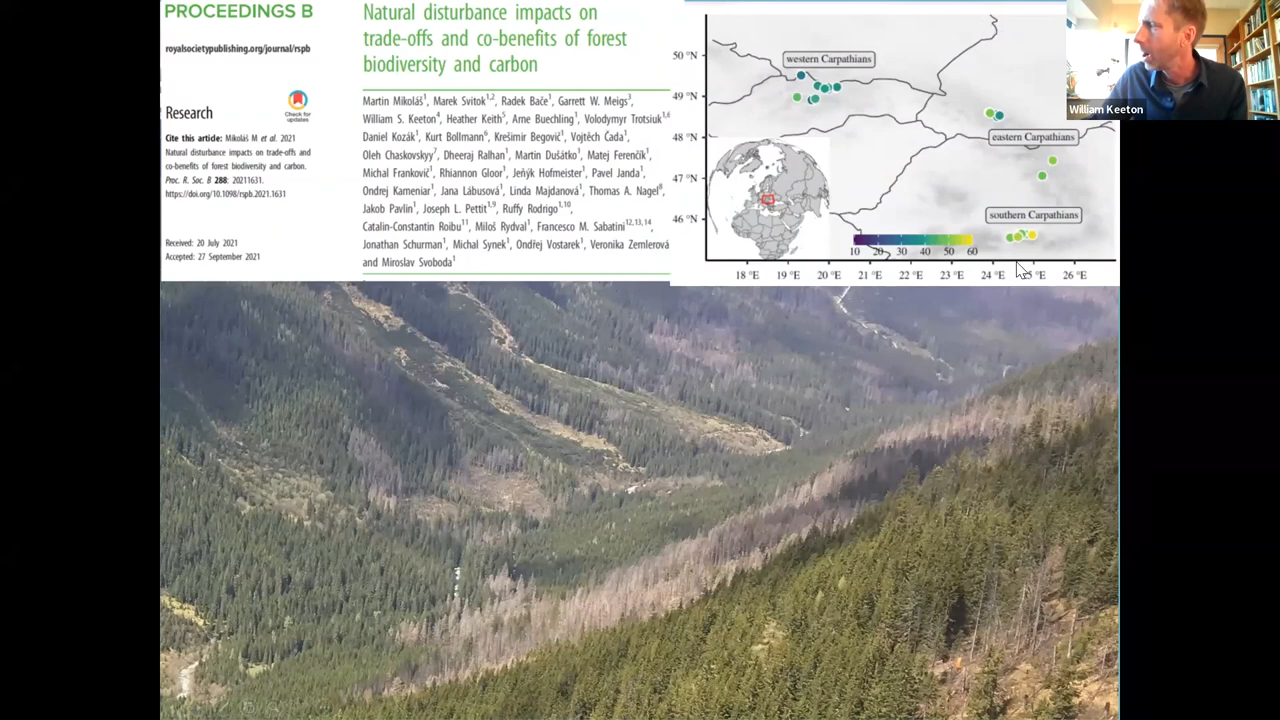 PROCEEDINGS B
royalsocietypublishing.org/journal/rspb
Research
Check for
updates
Cite this article: Mikoláš M et al. 2021
Natural disturbance impacts on trade-offs and
co-benefits of forest biodiversity and carbon.
Proc. R. Soc. B 288: 20211631.
https://doi.org/10.1098/rspb.2021.1631
Received: 20 July 2021
Accepted: 27 September 2021
Natural disturbance impacts on
trade-offs and co-benefits of forest
biodiversity and carbon
Martin Mikoláš1, Marek Svitok1,2, Radek Bače1, Garrett W. Meigs3,
William S. Keeton4, Heather Keith5, Arne Buechling1, Volodymyr Trotsiuk1,6
Daniel Kozák1, Kurt Bollmann6, Krešimir Begovič1, Vojtěch Čada1,
Oleh Chaskovskyy7, Dheeraj Ralhan1, Martin Dušátko1, Matej Ferenčík1,
Michal Frankovič1, Rhiannon Gloor1, Jeňýk Hofmeister1, Pavel Janda1,
Ondrej Kameniar1, Jana Lábusová1, Linda Majdanová1, Thomas A. Nagel8,
Jakob Pavlin1, Joseph L. Pettit1,9, Ruffy Rodrigo1,10,
Catalin-Constantin Roibu11, Miloš Rydval1, Francesco M. Sabatini12,13,14
Jonathan Schurman1, Michal Synek1, Ondřej Vostarek1, Veronika Zemlerová
and Miroslav Svoboda1
50 °N
49 °N
48 °N
47 °N
46 °N
western Carpathians
eastern Carpathians
southern Carpathians
10 20 30 40 50 60
18 °E 19 °E 20 °E 21 °E 22 °E 23 °E 24 °E 25 °E 26 °E
William Keeton